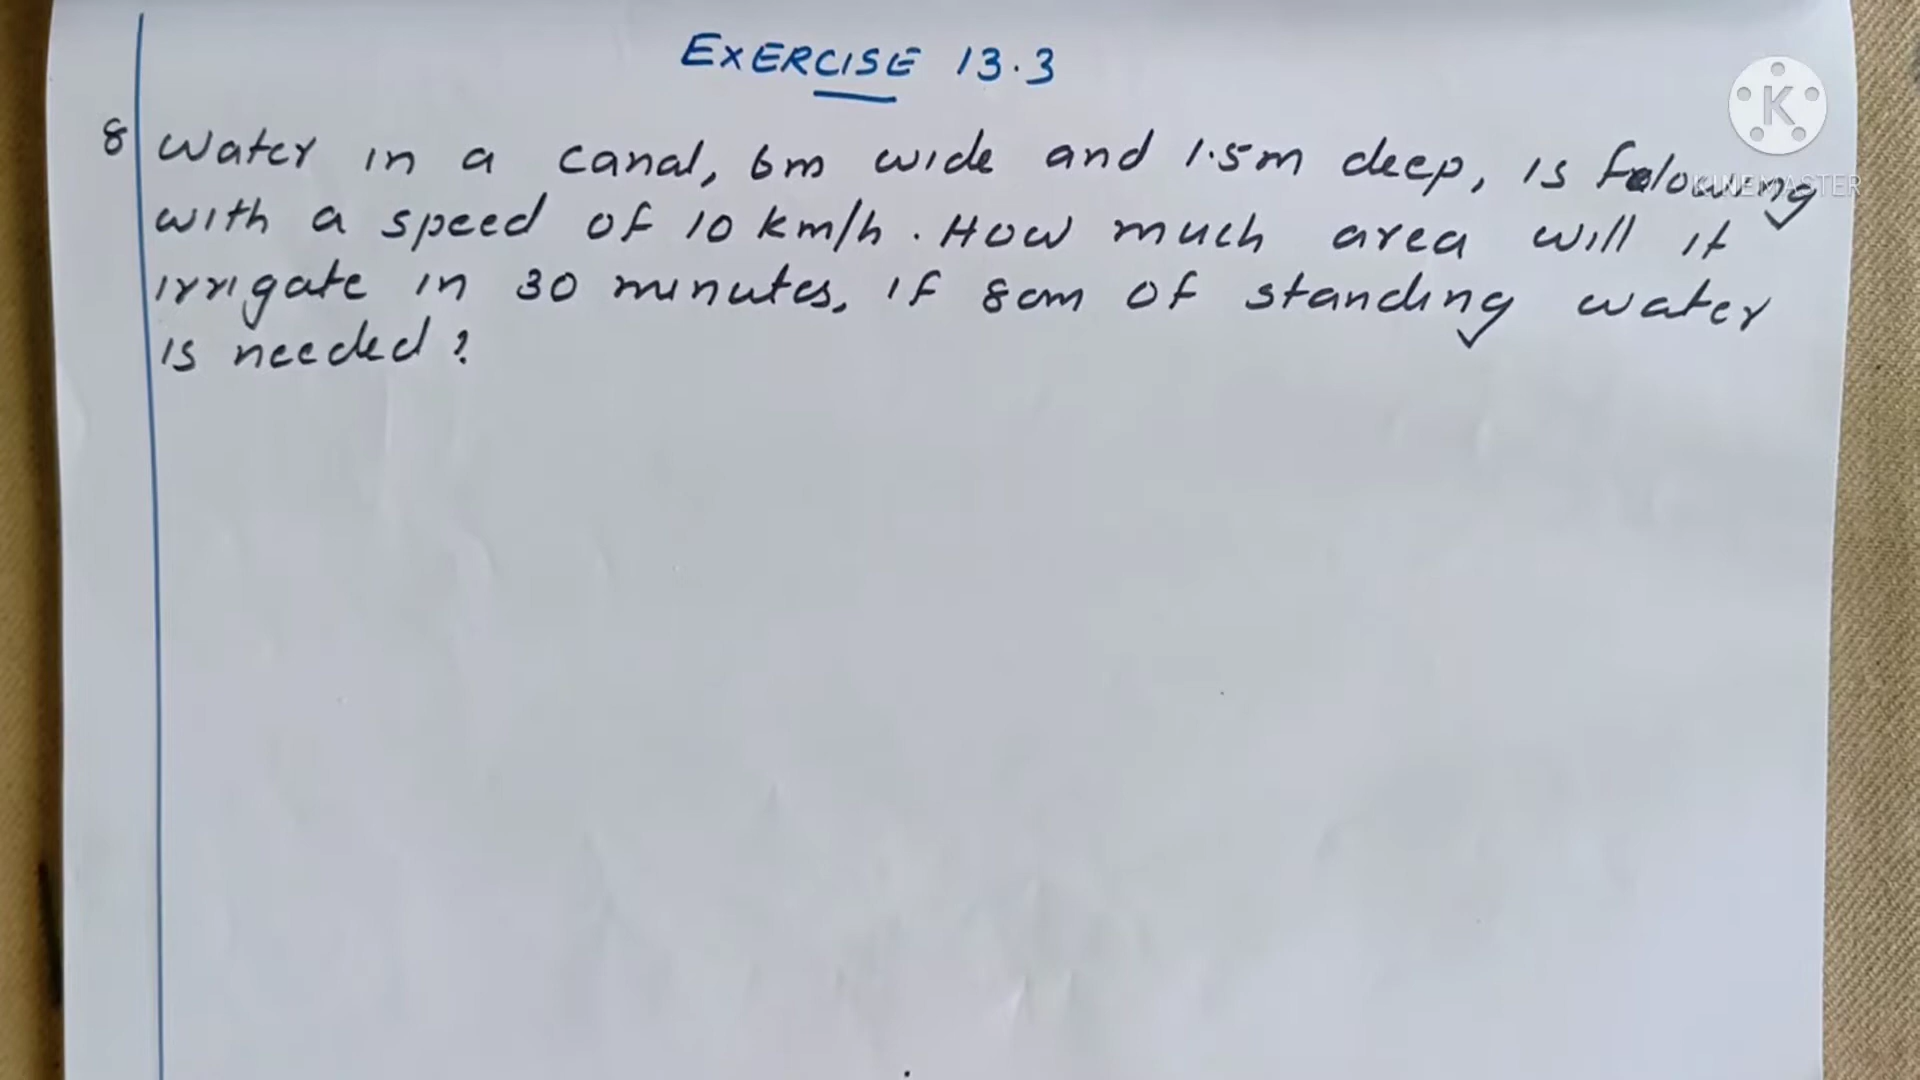 EXERCISE 13.3
8 Water in a canal, 6m wide and 1.5m deep, is folowing
with a speed of 10 km/h. How much area will it
irrigate in 30 minutes, if 8cm of standing water
is needed?
K
KINEMASTER